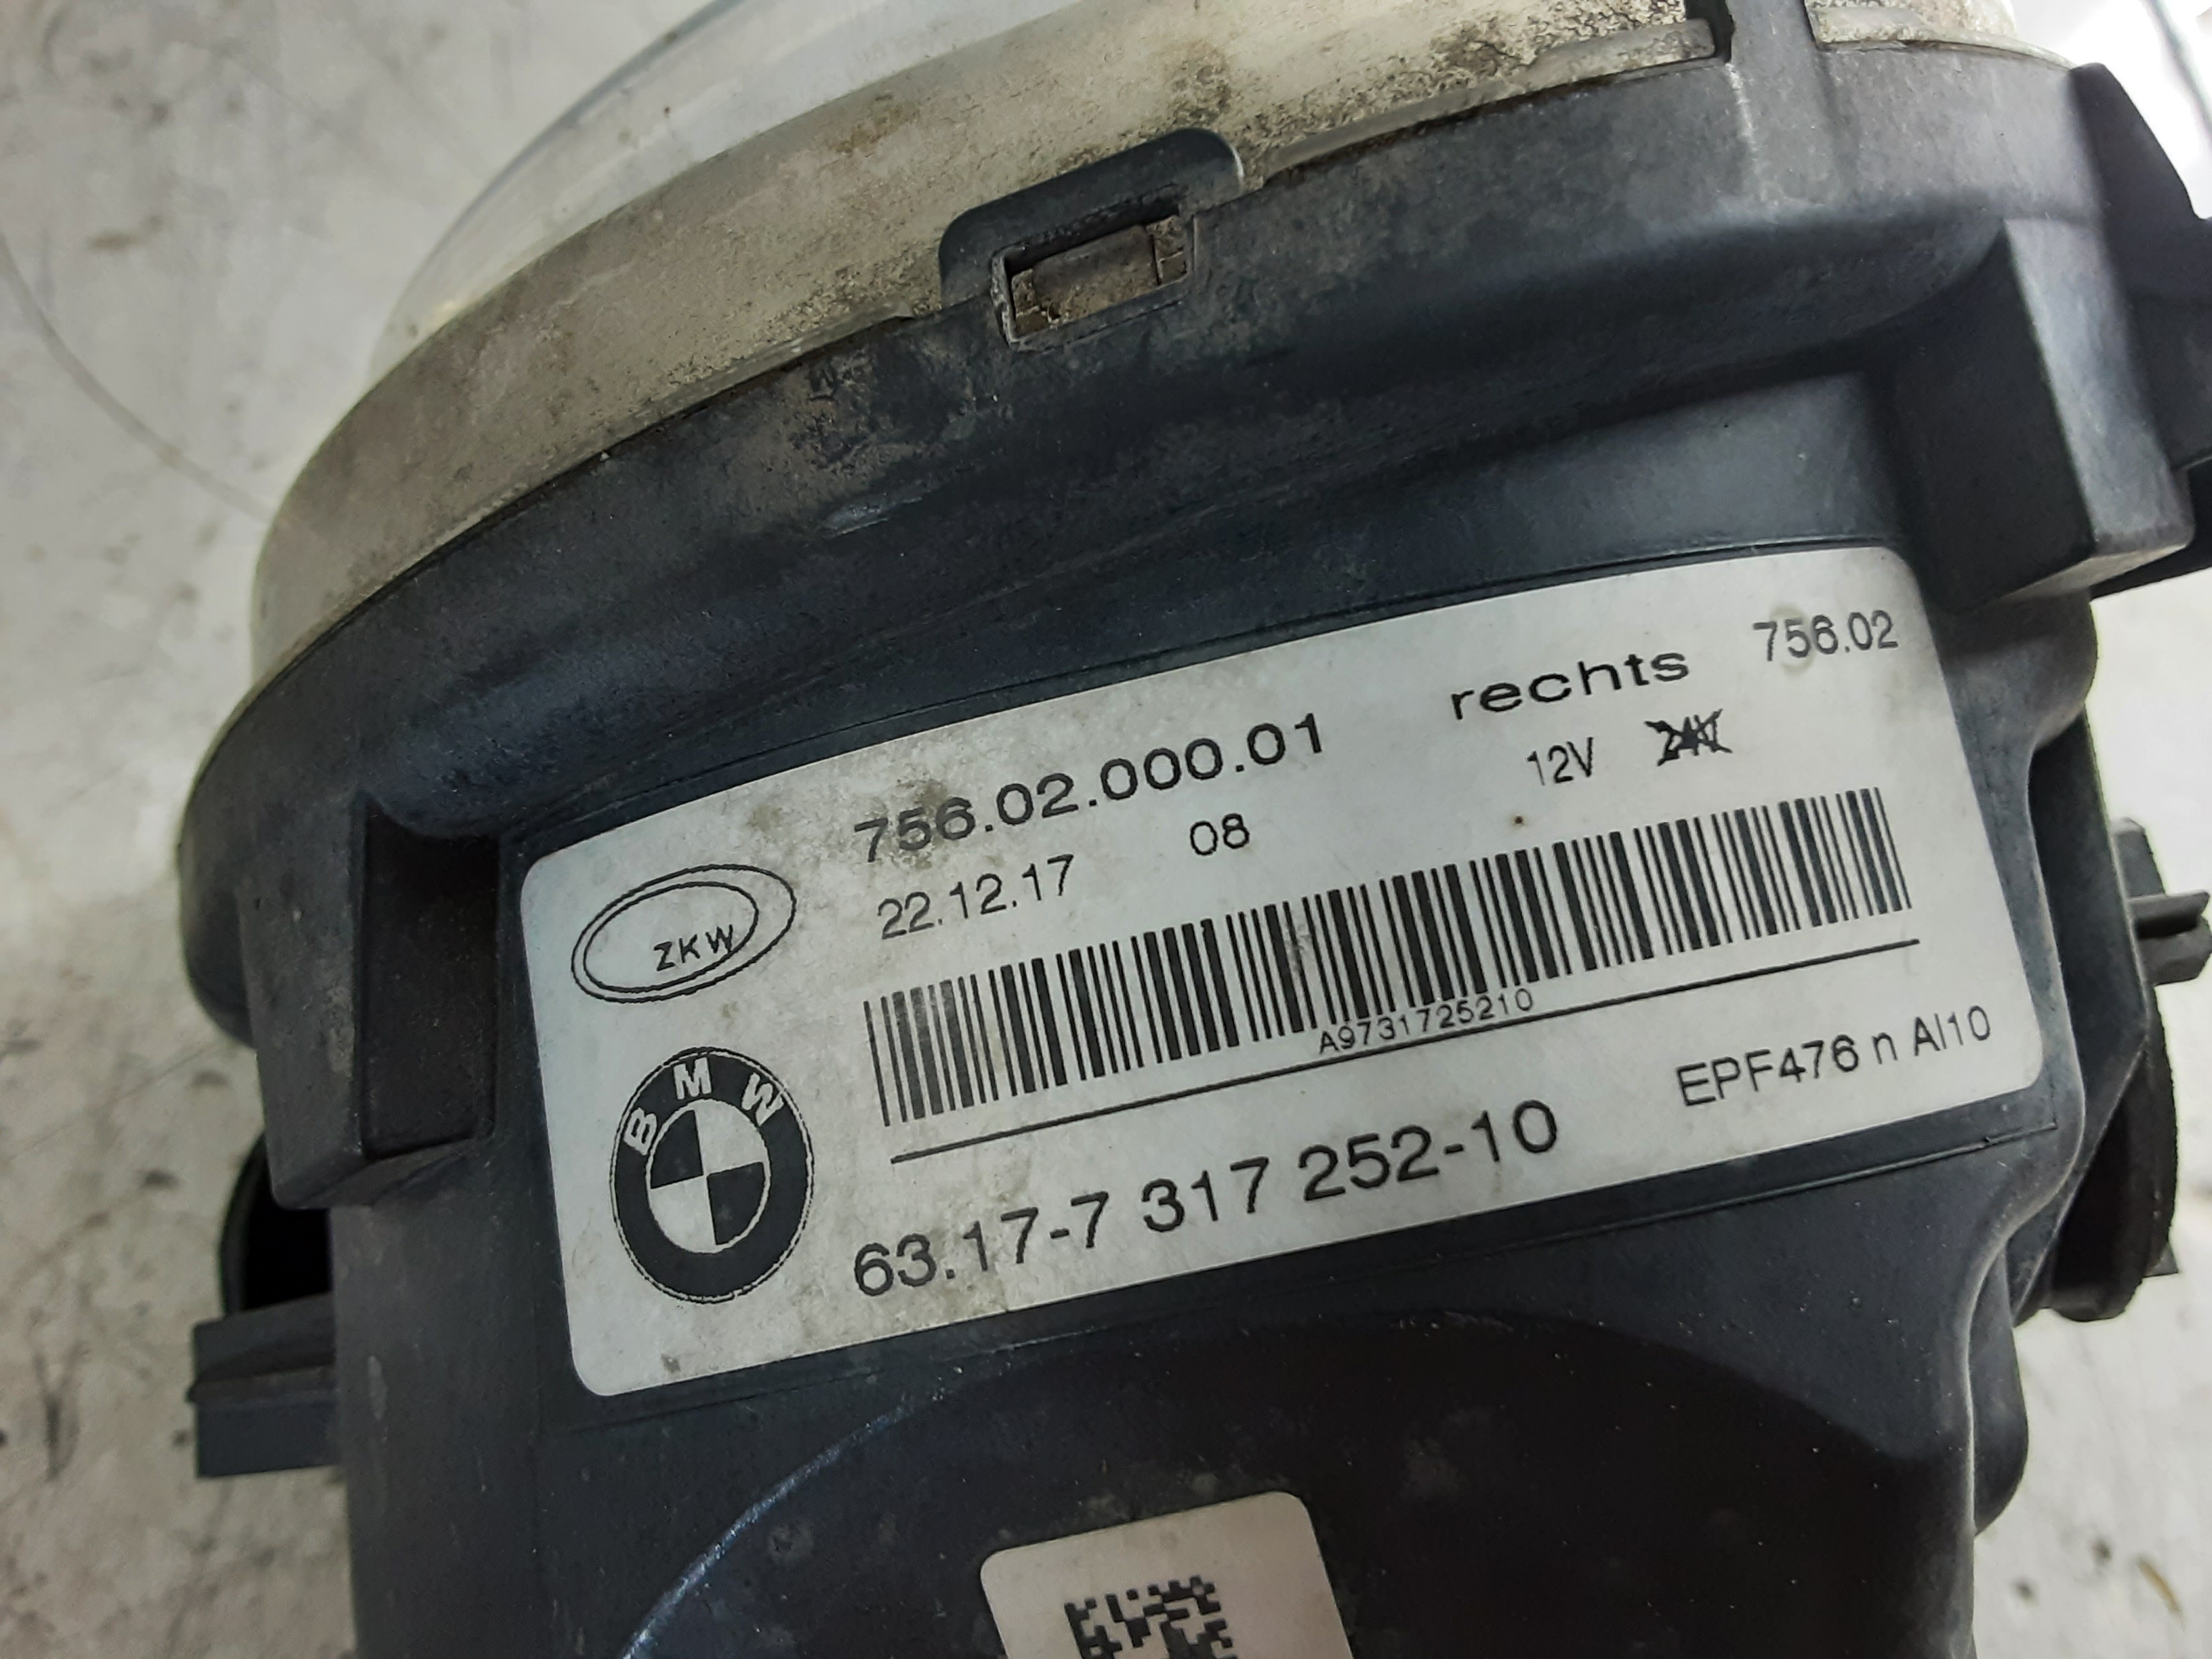 756.02.000.01 rechts 756.02
22.12.17 08 12V 24V
ZKW
A9731725210
BMW
63.17-7 317 252-10 EPF476 n Al10